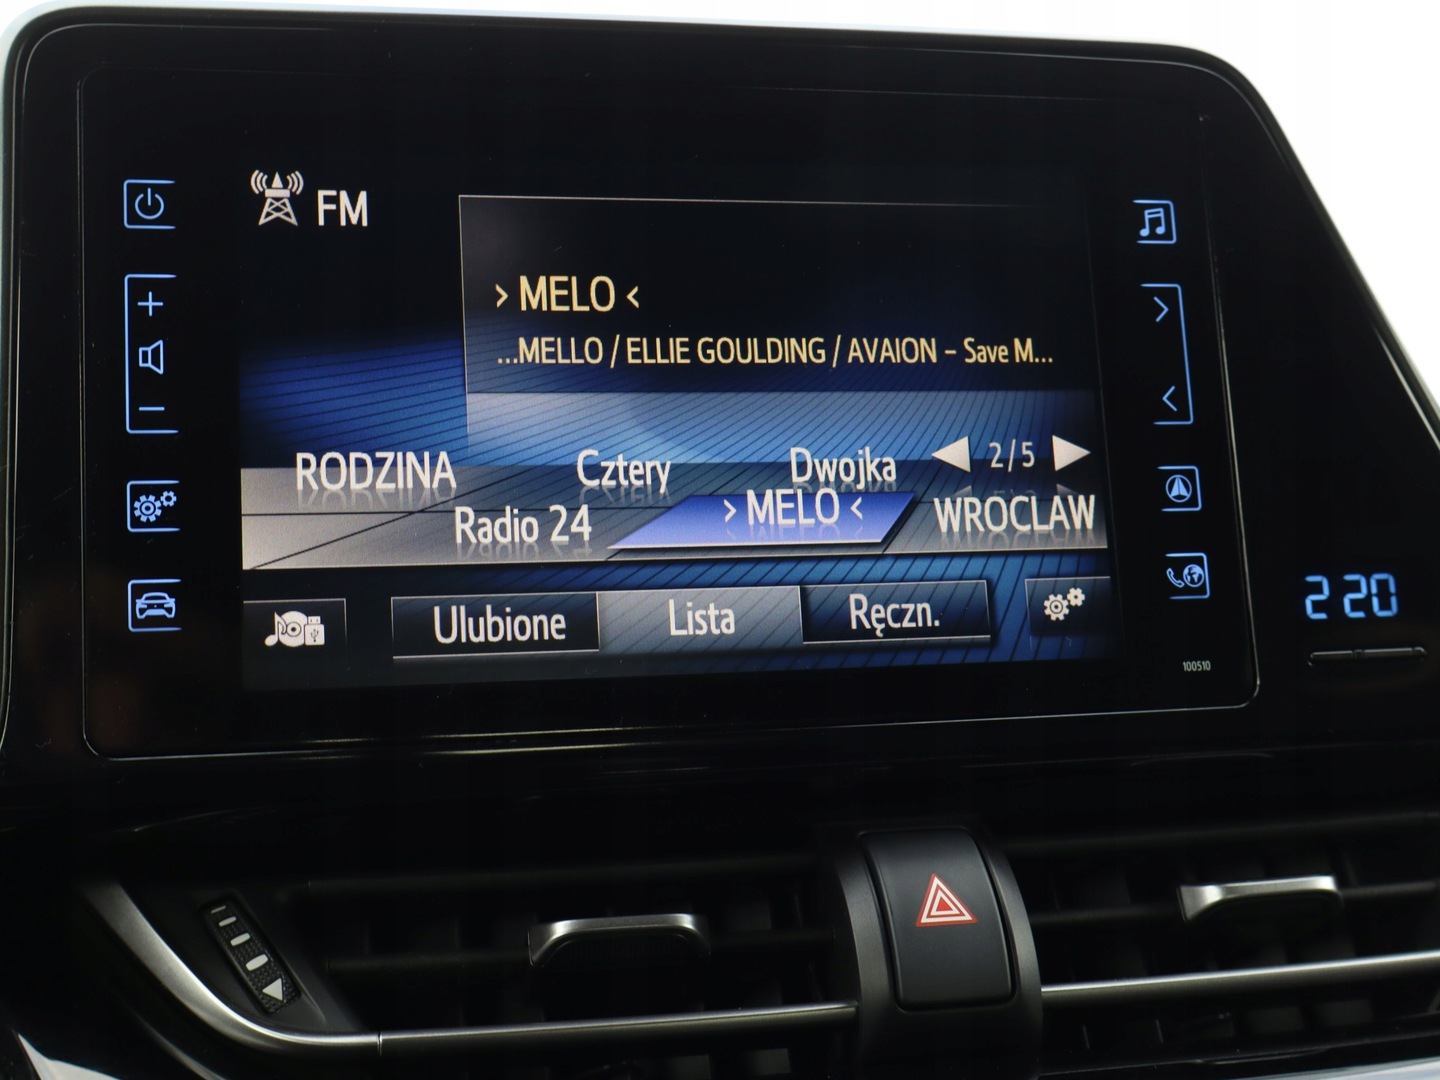 FM
> MELO <
...MELLO / ELLIE GOULDING / AVAION – Save M...
RODZINA Cztery Dwojka 2/5
Radio 24 > MELO < WROCLAW
Ulubione Lista Ręczn.
100510
2:20